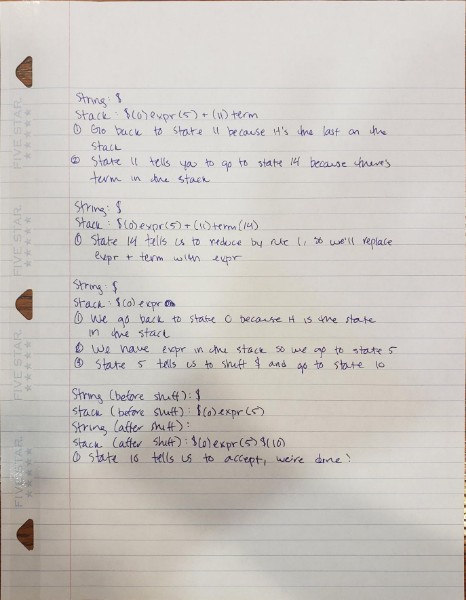 String: $
Stack: $(0)expr(5)+(11)term
① Go back to state 11 because it's the last on the
stack
② State 11 tells you to go to state 14 because there's
term in the stack
String: $
Stack: $(0)expr(5)+(11)term(14)
① State 14 tells us to reduce by rule 1, so we'll replace
expr + term with expr
String: $
Stack: $(0)expr
① We go back to state 0 because it is the state
in the stack
② We have expr in the stack so we go to state 5
③ State 5 tells us to shift $ and go to state 10
String (before shift): $
Stack (before shift): $(0)expr(5)
String (after shift):
Stack (after shift): $(0)expr(5)$(10)
① State 10 tells us to accept, we're done!
FIVE STAR
FIVE STAR
FIVE STAR
FIVE STAR